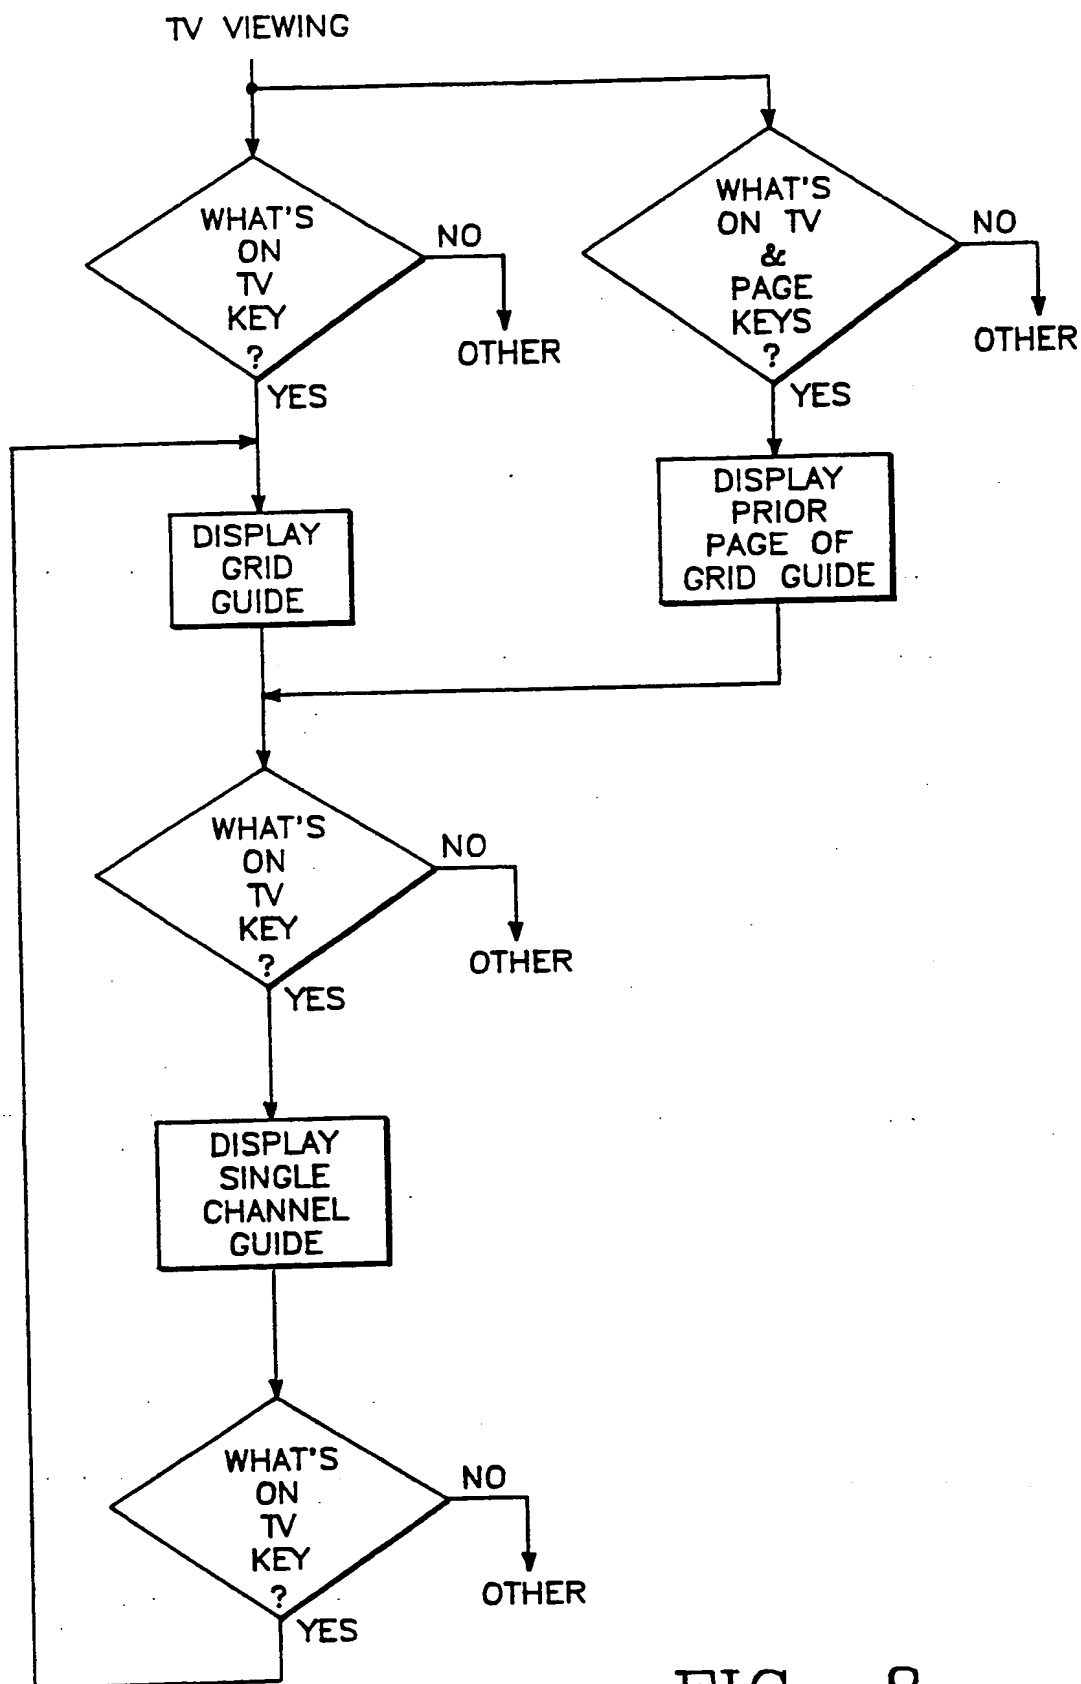 TV VIEWING
WHAT'S
ON
TV
KEY
?
NO
OTHER
YES
WHAT'S
ON TV
&
PAGE
KEYS
?
NO
OTHER
YES
DISPLAY
GRID
GUIDE
DISPLAY
PRIOR
PAGE OF
GRID GUIDE
WHAT'S
ON
TV
KEY
?
NO
OTHER
YES
DISPLAY
SINGLE
CHANNEL
GUIDE
WHAT'S
ON
TV
KEY
?
NO
OTHER
YES
FIG. 8